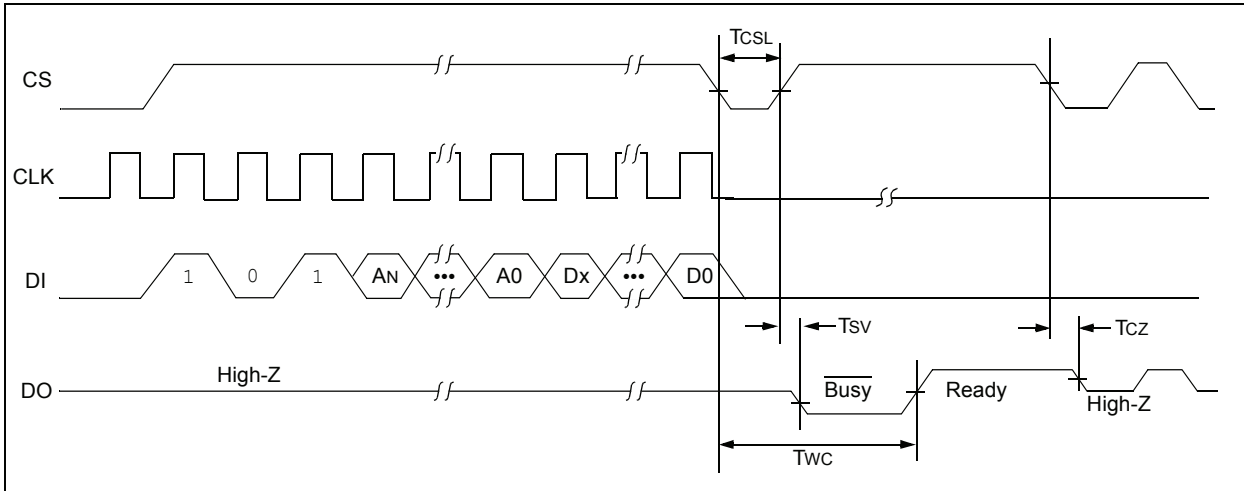 TCSL
CS
CLK
DI
1 0 1 AN ••• A0 Dx ••• D0
TSV
TCZ
DO
High-Z
Busy
Ready
High-Z
TWC